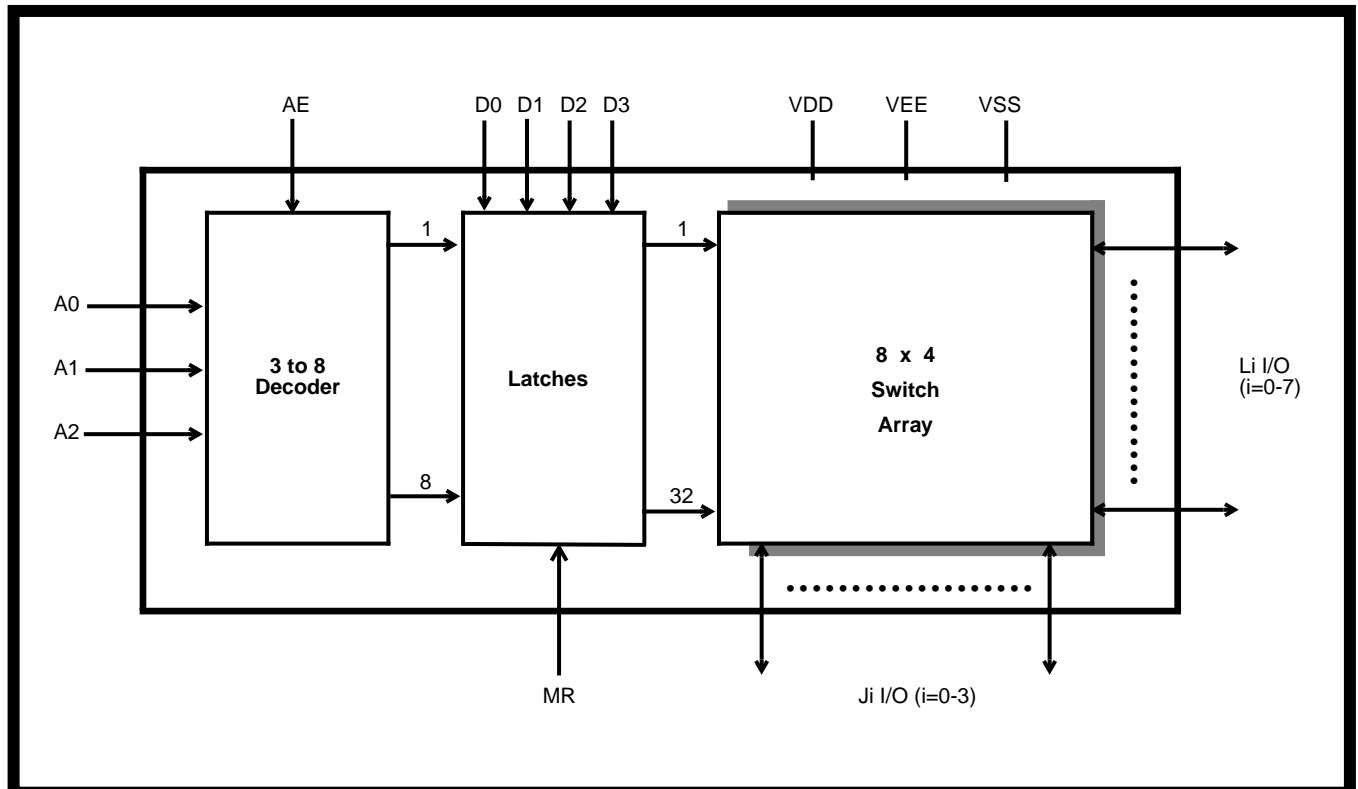 AE
D0 D1 D2 D3
VDD VEE VSS
1
1
A0
A1
A2
3 to 8
Decoder
Latches
8 x 4
Switch
Array
Li I/O
(i=0-7)
8
32
MR
Ji I/O (i=0-3)